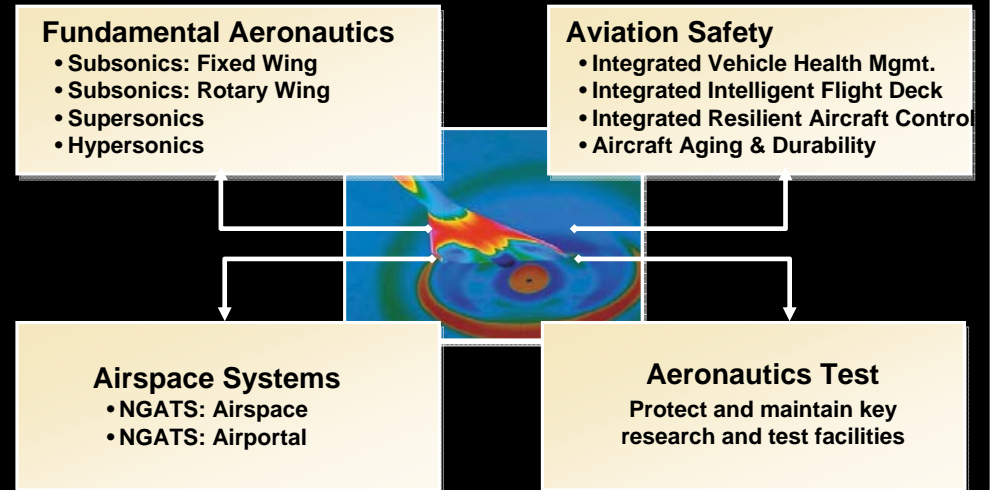 Fundamental Aeronautics
• Subsonics: Fixed Wing
• Subsonics: Rotary Wing
• Supersonics
• Hypersonics
Aviation Safety
• Integrated Vehicle Health Mgmt.
• Integrated Intelligent Flight Deck
• Integrated Resilient Aircraft Control
• Aircraft Aging & Durability
Airspace Systems
• NGATS: Airspace
• NGATS: Airportal
Aeronautics Test
Protect and maintain key
research and test facilities